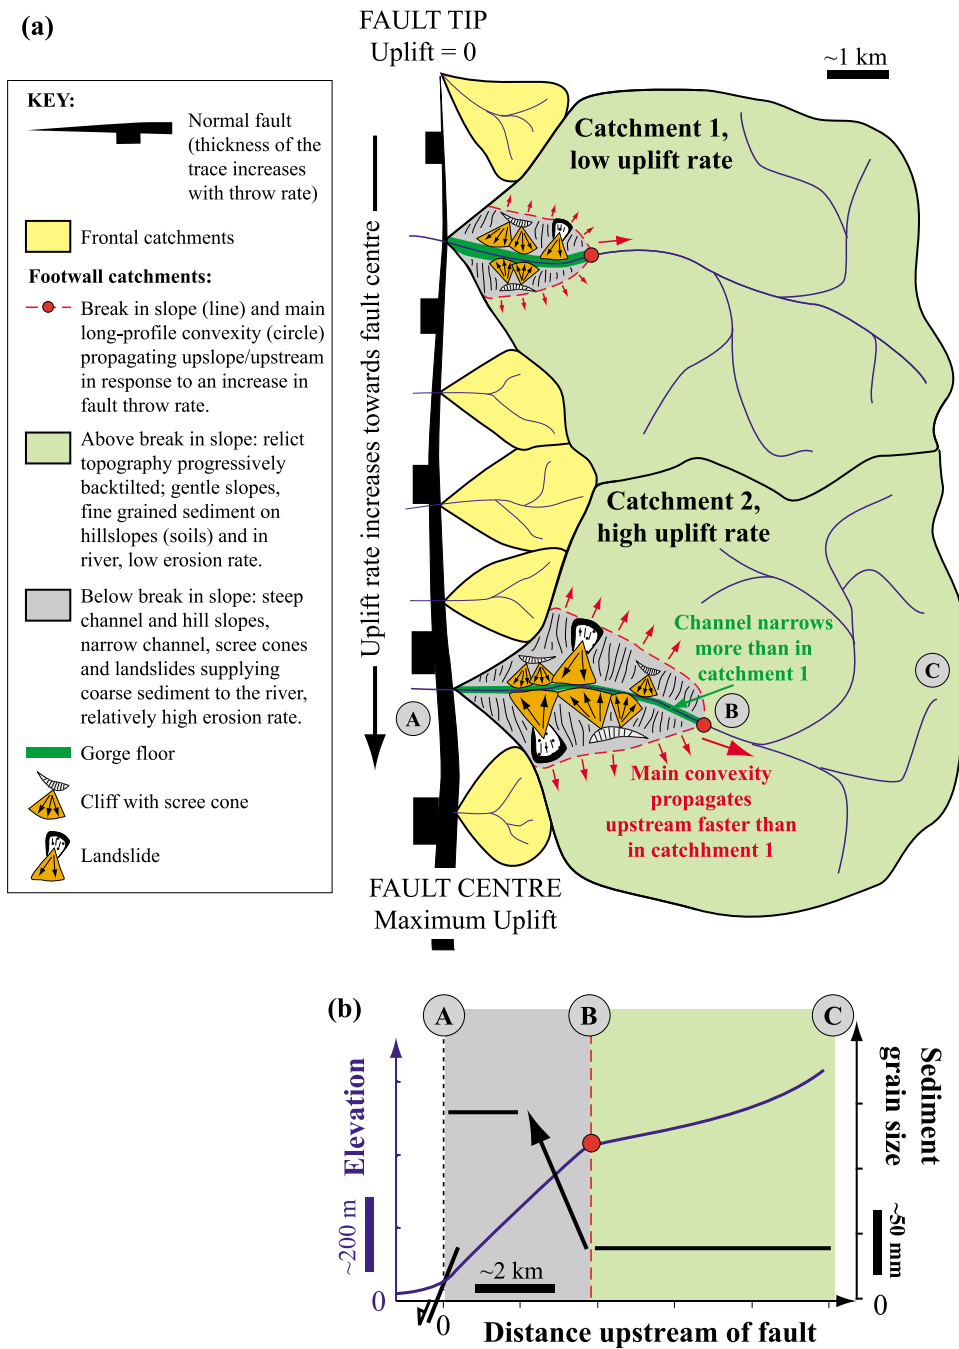 (a)
FAULT TIP
Uplift = 0
~1 km
KEY:
Normal fault
(thickness of the
trace increases
with throw rate)
Frontal catchments
Footwall catchments:
Break in slope (line) and main
long-profile convexity (circle)
propagating upslope/upstream
in response to an increase in
fault throw rate.
Above break in slope: relict
topography progressively
backtilted; gentle slopes,
fine grained sediment on
hillslopes (soils) and in
river, low erosion rate.
Below break in slope: steep
channel and hill slopes,
narrow channel, scree cones
and landslides supplying
coarse sediment to the river,
relatively high erosion rate.
Gorge floor
Cliff with scree cone
Landslide
Uplift rate increases towards fault centre
Catchment 1,
low uplift rate
Catchment 2,
high uplift rate
Channel narrows
more than in
catchment 1
A
B
C
Main convexity
propagates
upstream faster than
in catchhment 1
FAULT CENTRE
Maximum Uplift
(b)
A
B
C
Elevation
~200 m
0
Sediment
grain size
~50 mm
0
~2 km
0
Distance upstream of fault